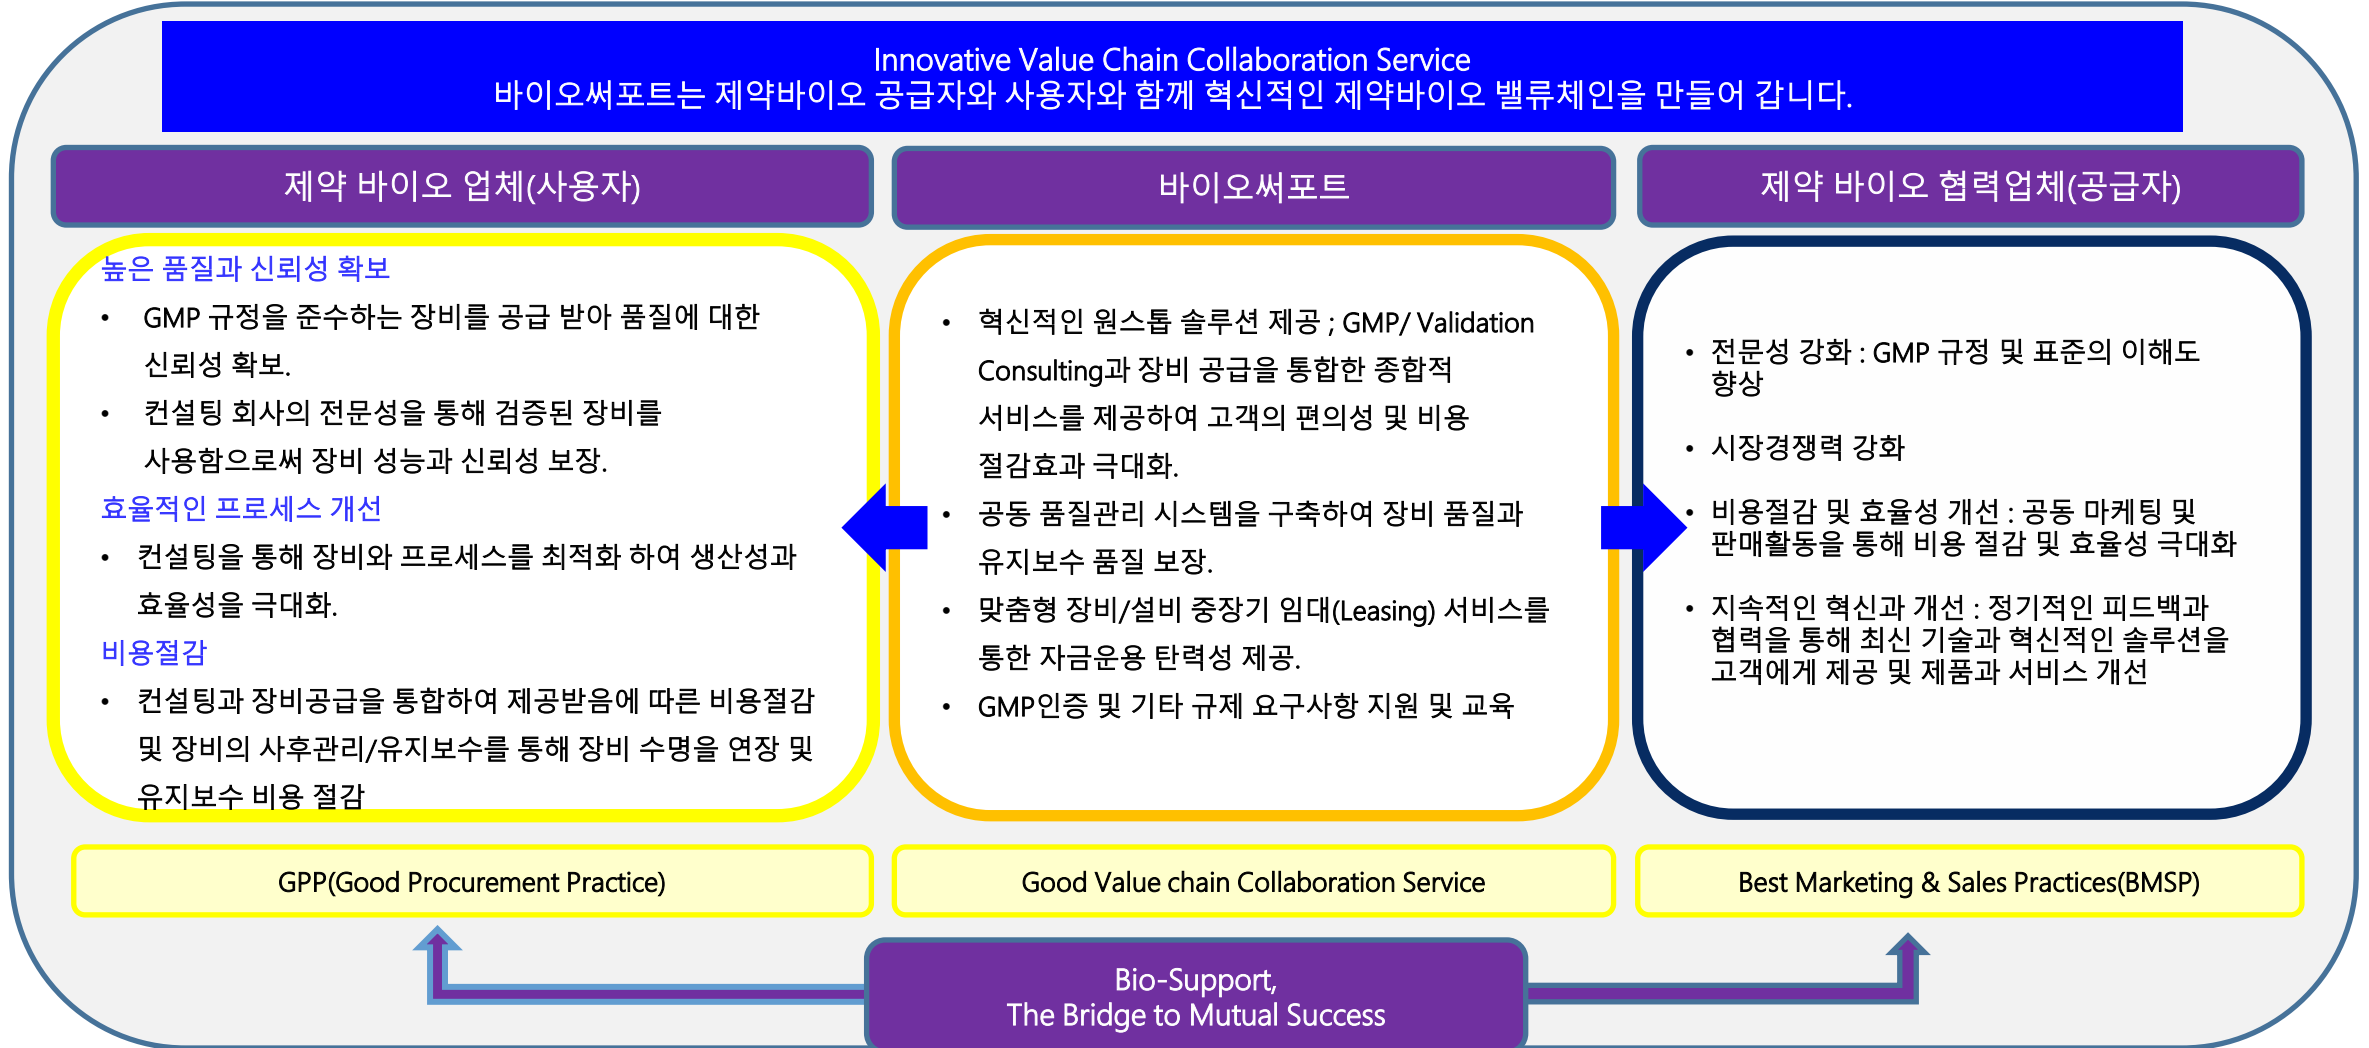 Innovative Value Chain Collaboration Service
바이오써포트는 제약바이오 공급자와 사용자와 함께 혁신적인 제약바이오 밸류체인을 만들어 갑니다.
제약 바이오 업체(사용자)
높은 품질과 신뢰성 확보
• GMP 규정을 준수하는 장비를 공급 받아 품질에 대한
신뢰성 확보.
• 컨설팅 회사의 전문성을 통해 검증된 장비를
사용함으로써 장비 성능과 신뢰성 보장.
효율적인 프로세스 개선
• 컨설팅을 통해 장비와 프로세스를 최적화 하여 생산성과
효율성을 극대화.
비용절감
• 컨설팅과 장비공급을 통합하여 제공받음에 따른 비용절감
및 장비의 사후관리/유지보수를 통해 장비 수명을 연장 및
유지보수 비용 절감
GPP(Good Procurement Practice)
바이오써포트
• 혁신적인 원스톱 솔루션 제공 ; GMP/ Validation
Consulting과 장비 공급을 통합한 종합적
서비스를 제공하여 고객의 편의성 및 비용
절감효과 극대화.
• 공동 품질관리 시스템을 구축하여 장비 품질과
유지보수 품질 보장.
• 맞춤형 장비/설비 중장기 임대(Leasing) 서비스를
통한 자금운용 탄력성 제공.
• GMP인증 및 기타 규제 요구사항 지원 및 교육
Good Value chain Collaboration Service
제약 바이오 협력업체(공급자)
• 전문성 강화 : GMP 규정 및 표준의 이해도
향상
• 시장경쟁력 강화
• 비용절감 및 효율성 개선 : 공동 마케팅 및
판매활동을 통해 비용 절감 및 효율성 극대화
• 지속적인 혁신과 개선 : 정기적인 피드백과
협력을 통해 최신 기술과 혁신적인 솔루션을
고객에게 제공 및 제품과 서비스 개선
Best Marketing & Sales Practices(BMSP)
Bio-Support,
The Bridge to Mutual Success